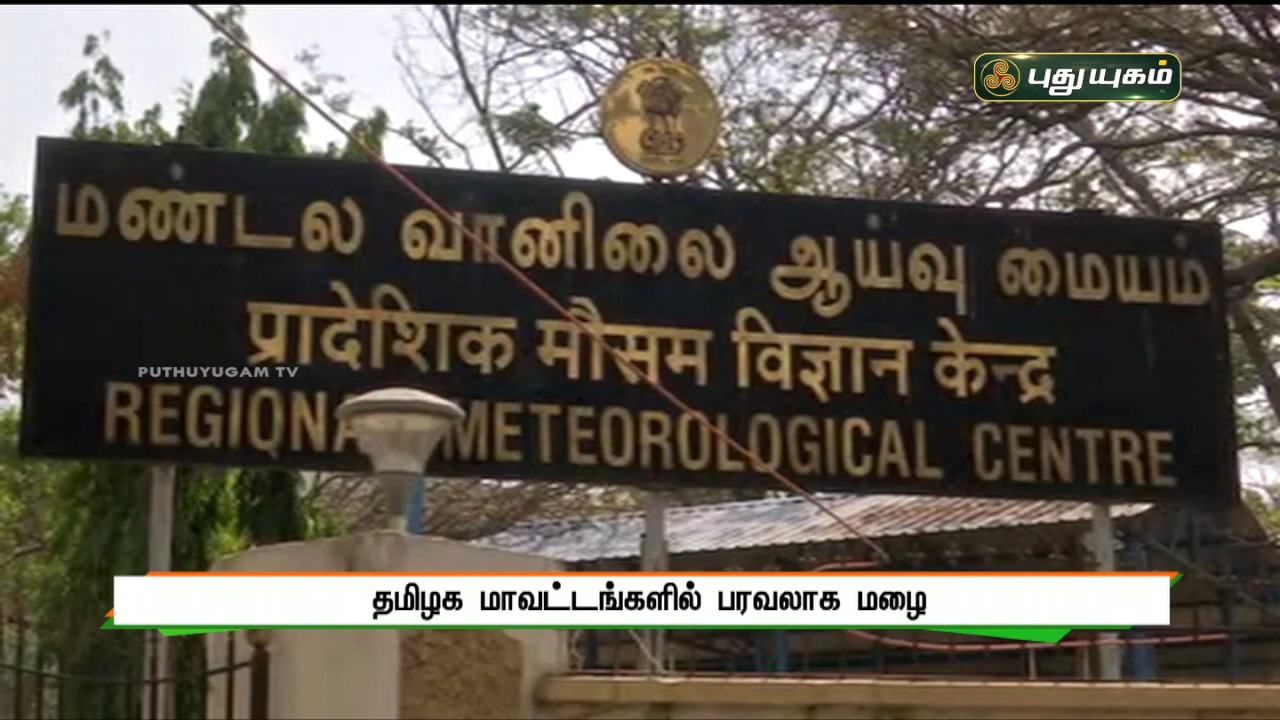 புதுயுகம்
மண்டல வானிலை ஆய்வு மையம்
प्रादेशिक मौसम विज्ञान केन्द्र
PUTHUYUGAM TV
REGIONAL METEOROLOGICAL CENTRE
தமிழக மாவட்டங்களில் பரவலாக மழை